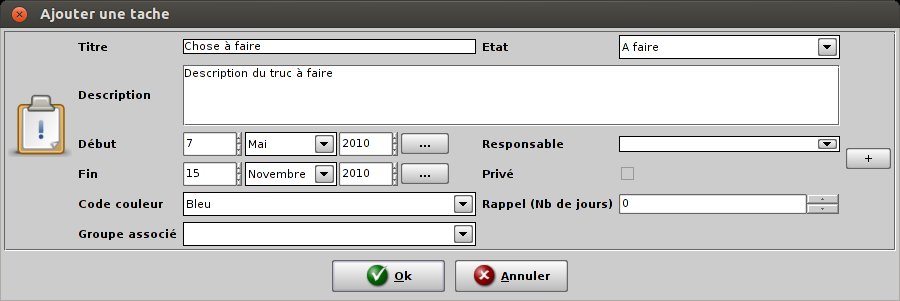 Ajouter une tache
Titre Chose à faire Etat A faire
Description Description du truc à faire
Début 7 Mai 2010 ... Responsable
+
Fin 15 Novembre 2010 ... Privé
Code couleur Bleu Rappel (Nb de jours) 0
Groupe associé
Ok Annuler